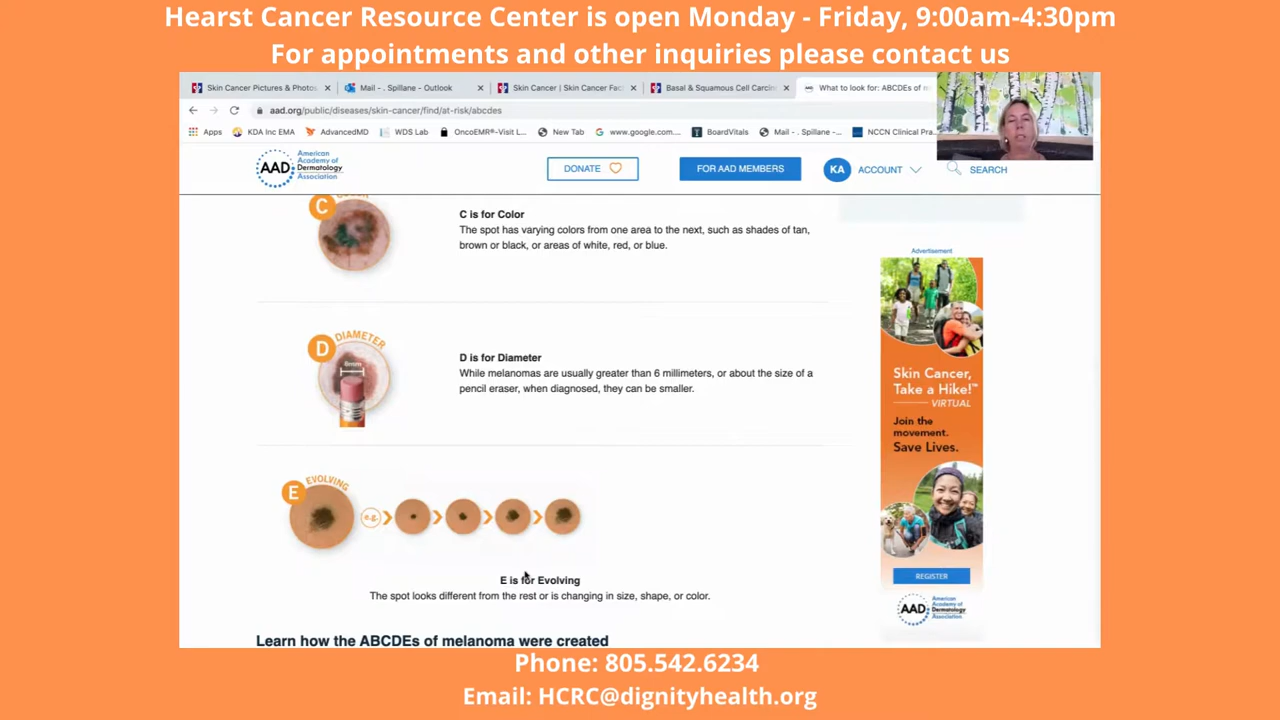 Hearst Cancer Resource Center is open Monday - Friday, 9:00am-4:30pm
For appointments and other inquiries please contact us
Skin Cancer Pictures & Photos
Mail - . Spillane - Outlook
Skin Cancer | Skin Cancer Fac
Basal & Squamous Cell Carcin
What to look for: ABCDEs of m
aad.org/public/diseases/skin-cancer/find/at-risk/abcdes
Apps
KDA Inc EMA
AdvancedMD
WDS Lab
OncoEMR®-Visit L...
New Tab
www.google.com....
BoardVitals
Mail - . Spillane -...
NCCN Clinical Pra...
AAD
American
Academy of
Dermatology
Association
DONATE
FOR AAD MEMBERS
KA
ACCOUNT
SEARCH
C
C is for Color
The spot has varying colors from one area to the next, such as shades of tan,
brown or black, or areas of white, red, or blue.
D
DIAMETER
D is for Diameter
While melanomas are usually greater than 6 millimeters, or about the size of a
pencil eraser, when diagnosed, they can be smaller.
E
EVOLVING
e.g.
E is for Evolving
The spot looks different from the rest or is changing in size, shape, or color.
Learn how the ABCDEs of melanoma were created
Advertisement
Skin Cancer,
Take a Hike!™
VIRTUAL
Join the
movement.
Save Lives.
REGISTER
AAD
American
Academy of
Dermatology
Association
Phone: 805.542.6234
Email: HCRC@dignityhealth.org